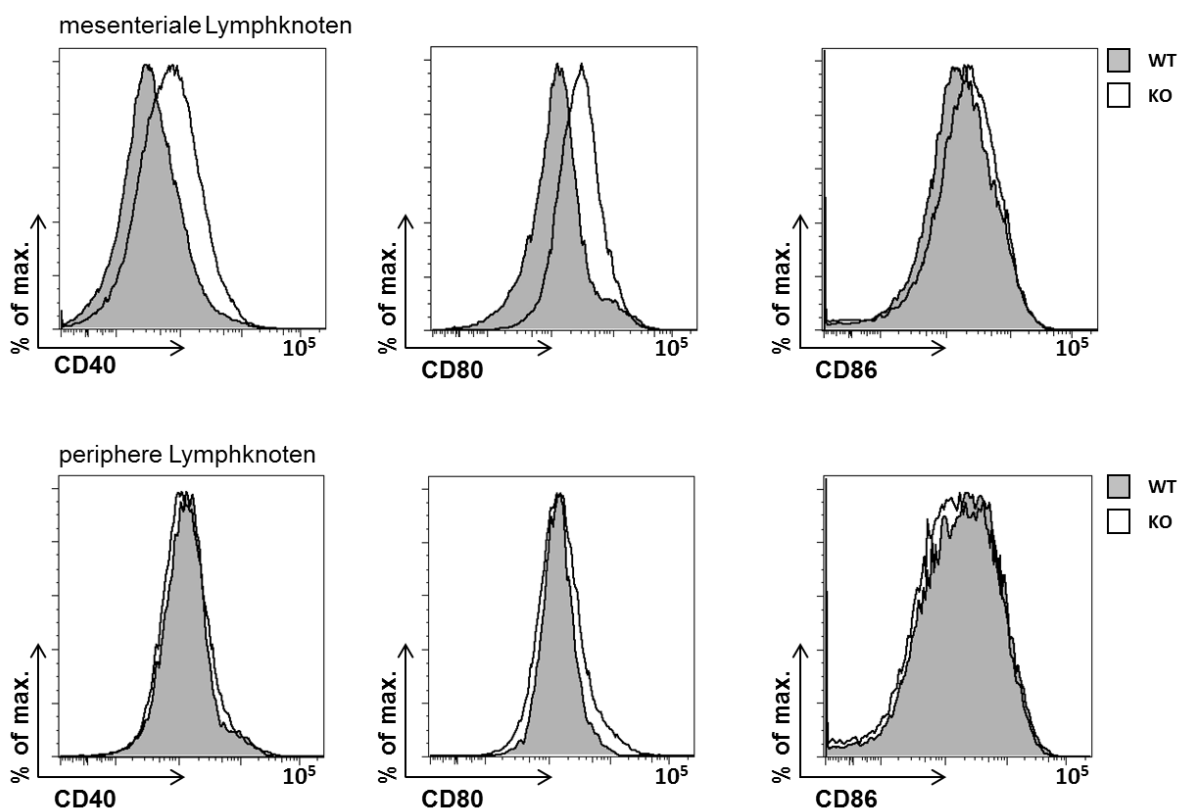 mesenteriale Lymphknoten
WT
KO
% of max.
% of max.
% of max.
10⁵
10⁵
10⁵
CD40
CD80
CD86
periphere Lymphknoten
WT
KO
% of max.
% of max.
% of max.
10⁵
10⁵
10⁵
CD40
CD80
CD86